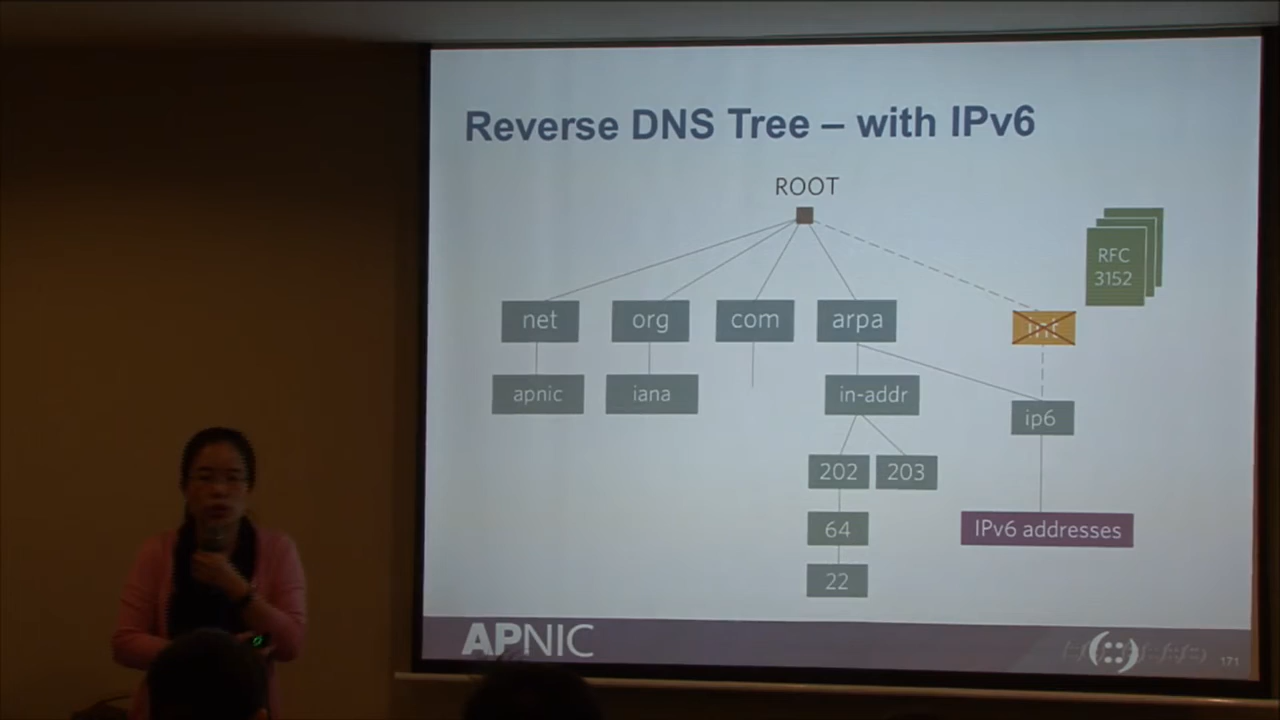 Reverse DNS Tree – with IPv6
ROOT
RFC
3152
net
org
com
arpa
int
apnic
iana
in-addr
ip6
202
203
64
IPv6 addresses
22
APNIC
(::)
171